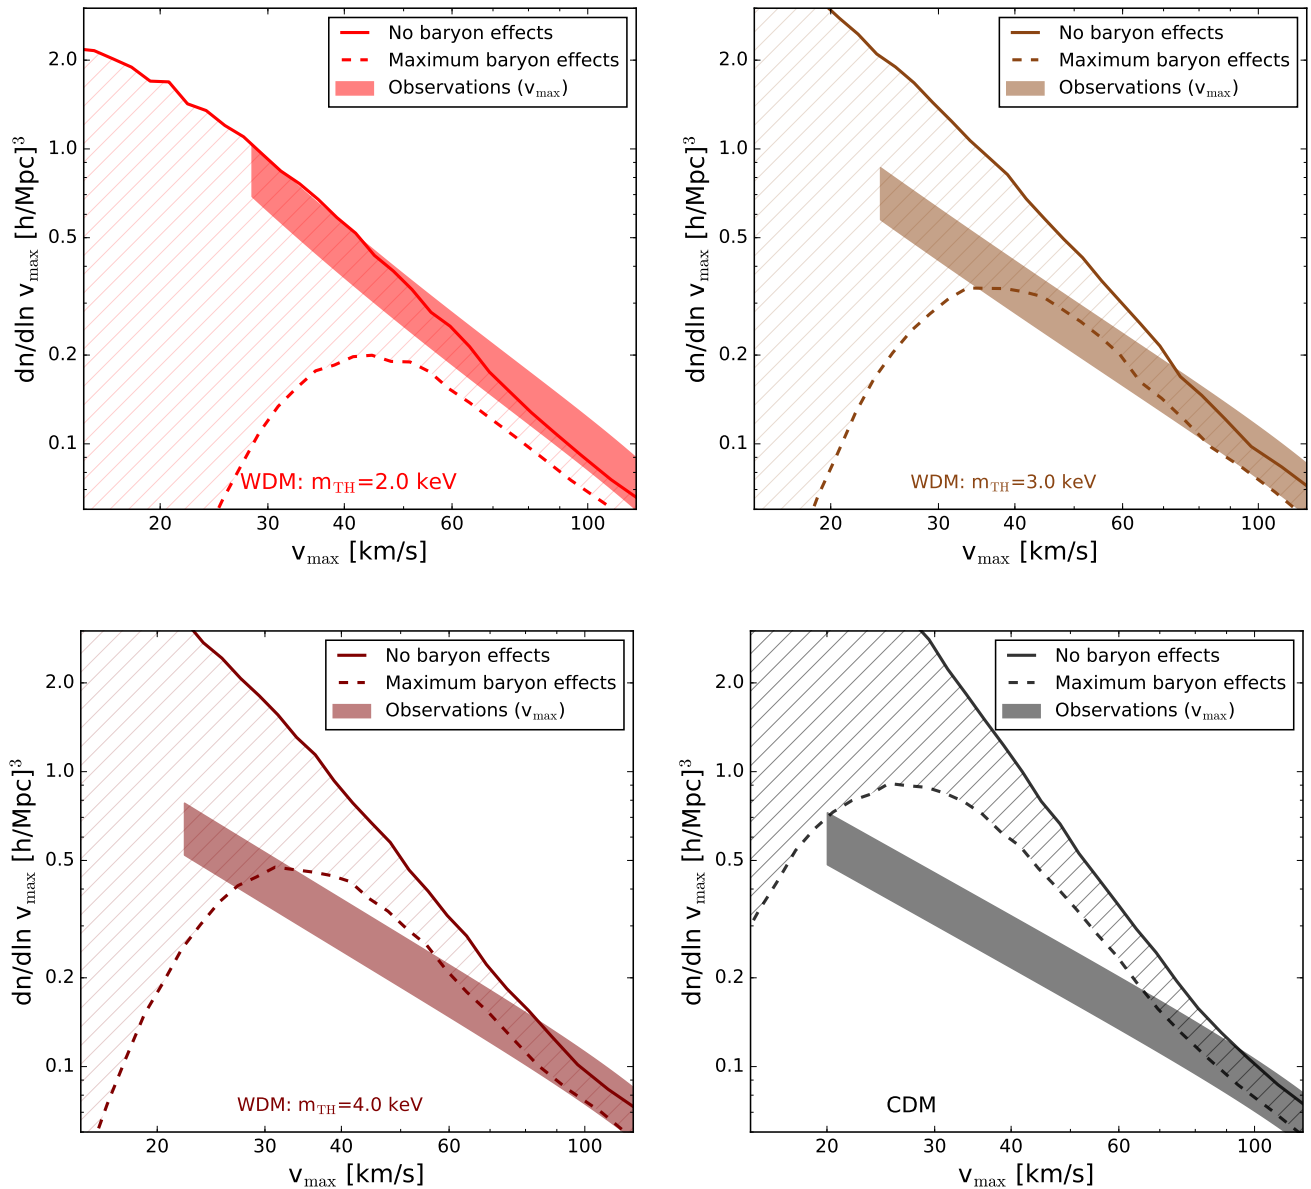 No baryon effects
Maximum baryon effects
Observations (vmax)
2.0
1.0
0.5
0.2
0.1
dn/dln vmax [h/Mpc]³
WDM: mTH=2.0 keV
20 30 40 60 100
vmax [km/s]
No baryon effects
Maximum baryon effects
Observations (vmax)
2.0
1.0
0.5
0.2
0.1
dn/dln vmax [h/Mpc]³
WDM: mTH=3.0 keV
20 30 40 60 100
vmax [km/s]
No baryon effects
Maximum baryon effects
Observations (vmax)
2.0
1.0
0.5
0.2
0.1
dn/dln vmax [h/Mpc]³
WDM: mTH=4.0 keV
20 30 40 60 100
vmax [km/s]
No baryon effects
Maximum baryon effects
Observations (vmax)
2.0
1.0
0.5
0.2
0.1
dn/dln vmax [h/Mpc]³
CDM
20 30 40 60 100
vmax [km/s]